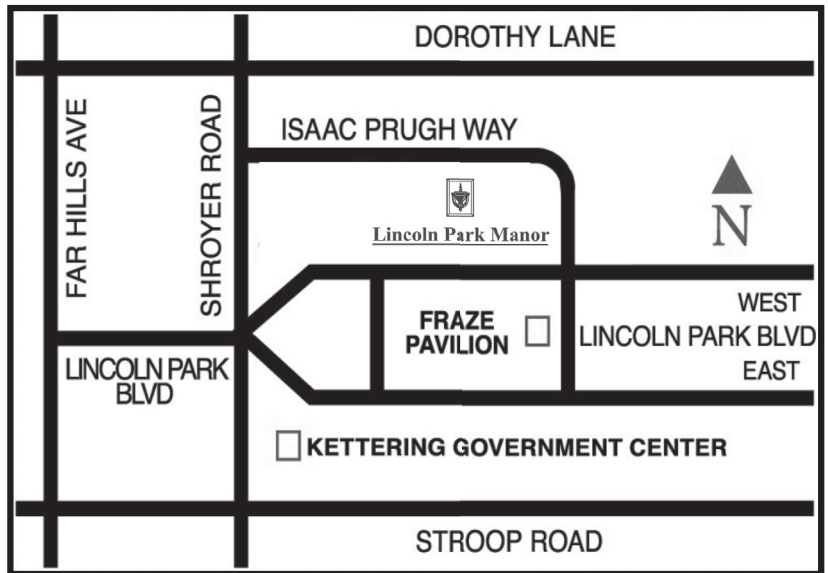 DOROTHY LANE
FAR HILLS AVE
SHROYER ROAD
ISAAC PRUGH WAY
N
Lincoln Park Manor
WEST
LINCOLN PARK BLVD
EAST
FRAZE
PAVILION
LINCOLN PARK
BLVD
KETTERING GOVERNMENT CENTER
STROOP ROAD